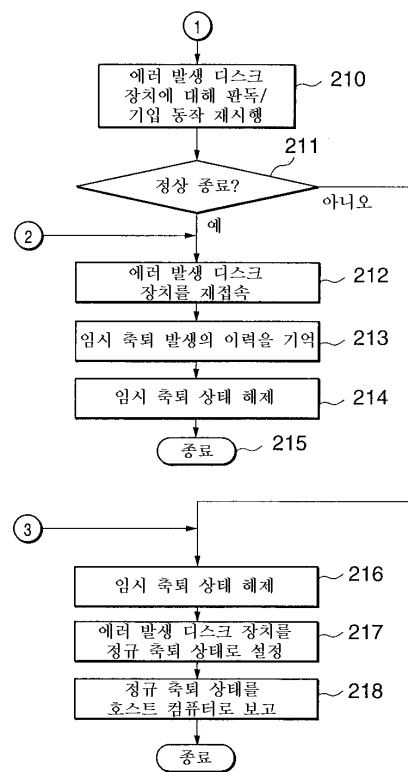 1
에러 발생 디스크
장치에 대해 판독/
기입 동작 재시행
210
211
정상 종료?
아니오
예
2
에러 발생 디스크
장치를 재접속
212
임시 축퇴 발생의 이력을 기억
213
임시 축퇴 상태 해제
214
종료
215
3
임시 축퇴 상태 해제
216
에러 발생 디스크 장치를
정규 축퇴 상태로 설정
217
정규 축퇴 상태를
호스트 컴퓨터로 보고
218
종료